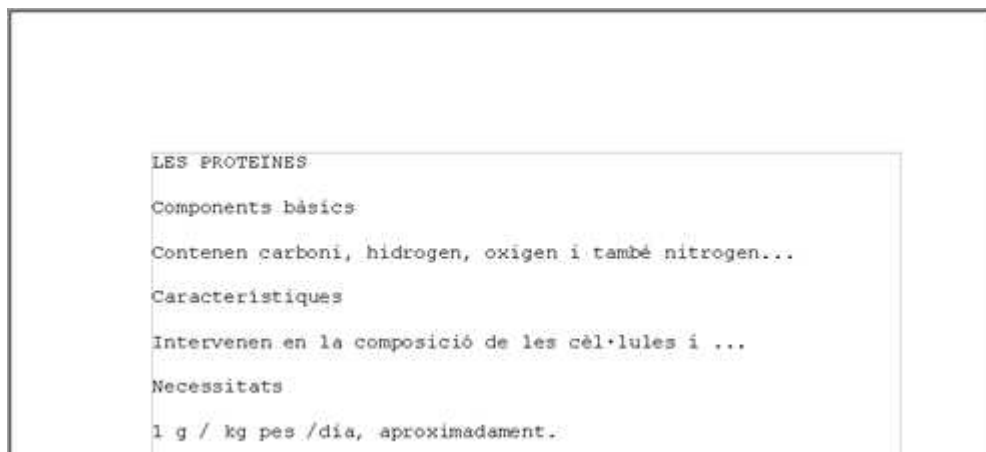 LES PROTEÏNES
Components bàsics
Contenen carboni, hidrogen, oxigen i també nitrogen...
Característiques
Intervenen en la composició de les cèl·lules i ...
Necessitats
1 g / kg pes /dia, aproximadament.